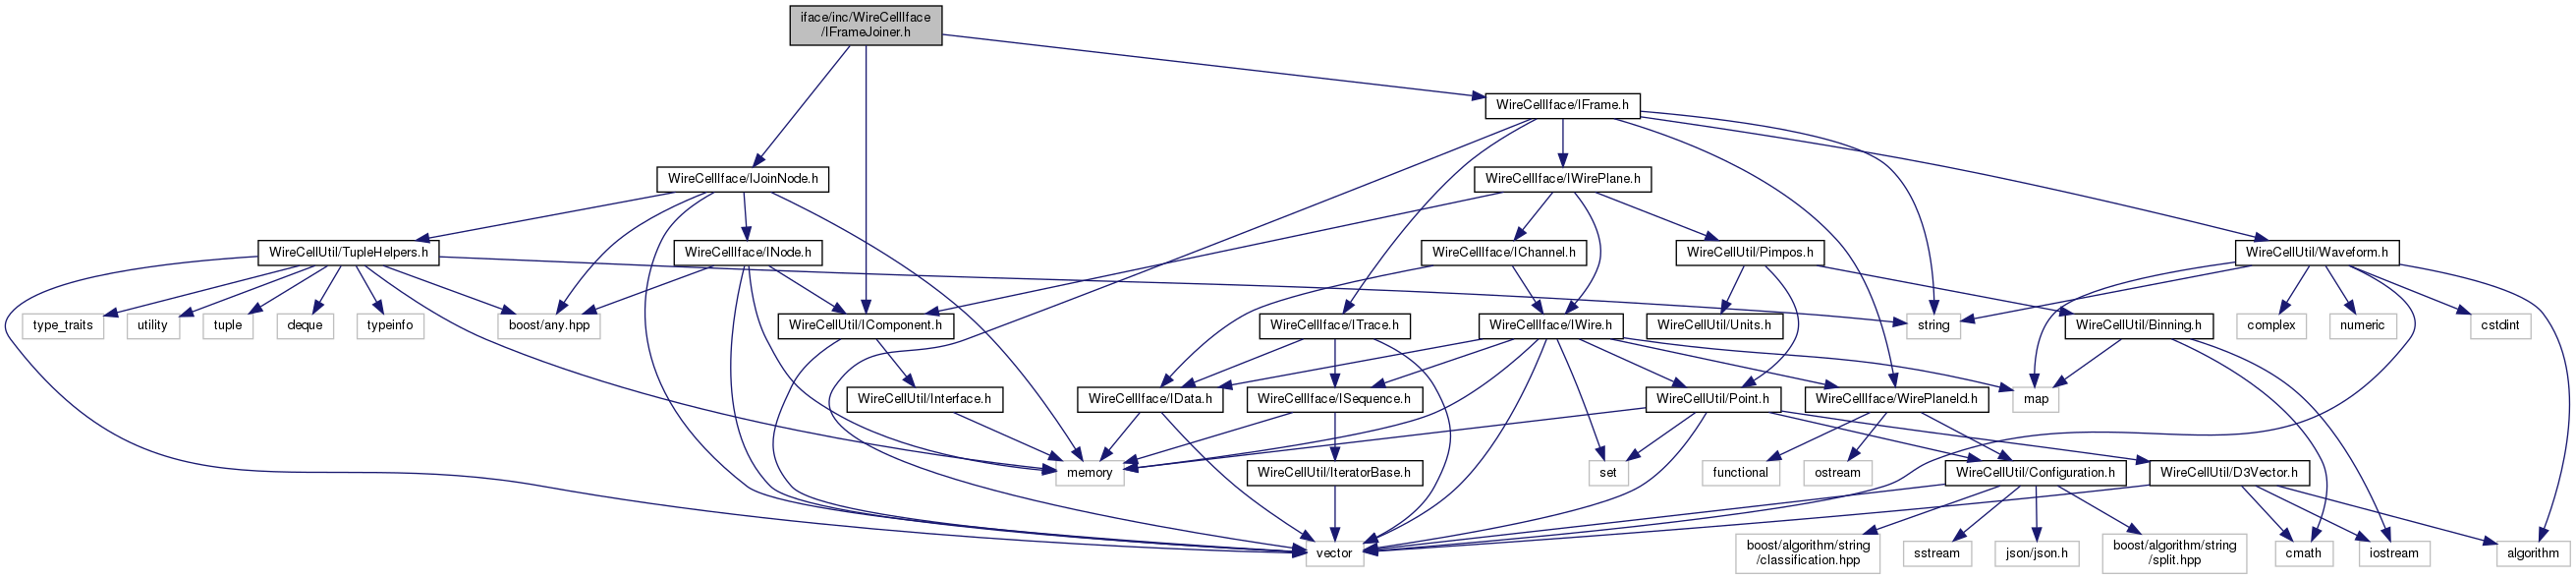 iface/inc/WireCellIface
/IFrameJoiner.h
WireCellIface/IFrame.h
WireCellIface/IJoinNode.h
WireCellIface/IWirePlane.h
WireCellUtil/TupleHelpers.h
WireCellIface/INode.h
WireCellIface/IChannel.h
WireCellUtil/Pimpos.h
WireCellUtil/Waveform.h
type_traits
utility
tuple
deque
typeinfo
boost/any.hpp
WireCellUtil/IComponent.h
WireCellIface/ITrace.h
WireCellIface/IWire.h
WireCellUtil/Units.h
string
WireCellUtil/Binning.h
complex
numeric
cstdint
WireCellUtil/Interface.h
WireCellIface/IData.h
WireCellIface/ISequence.h
WireCellUtil/Point.h
WireCellIface/WirePlaneId.h
map
memory
WireCellUtil/IteratorBase.h
set
functional
ostream
WireCellUtil/Configuration.h
WireCellUtil/D3Vector.h
vector
boost/algorithm/string
/classification.hpp
sstream
json/json.h
boost/algorithm/string
/split.hpp
cmath
iostream
algorithm